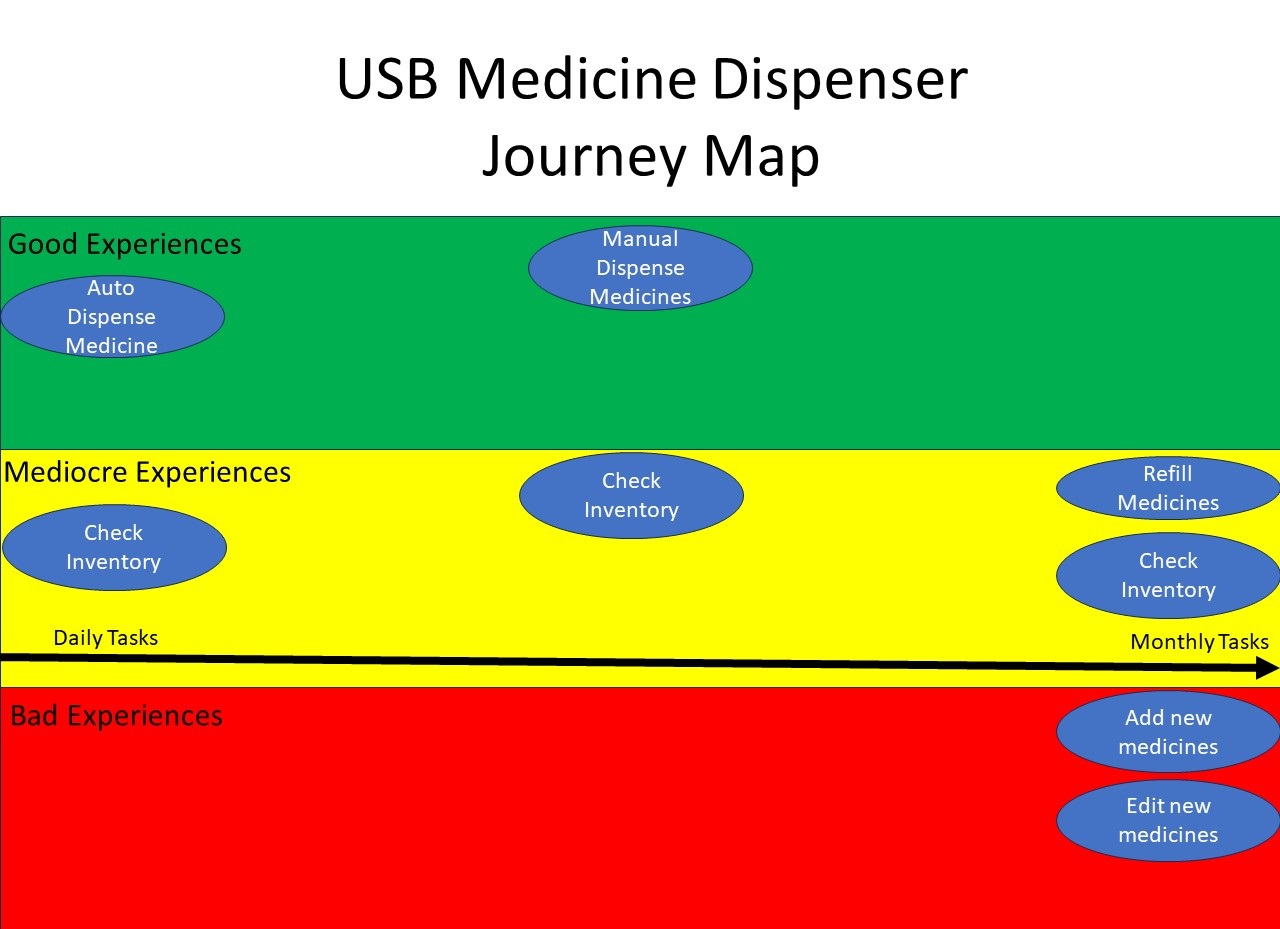 USB Medicine Dispenser
Journey Map
Good Experiences
Auto
Dispense
Medicine
Manual
Dispense
Medicines
Mediocre Experiences
Check
Inventory
Check
Inventory
Refill
Medicines
Check
Inventory
Daily Tasks
Monthly Tasks
Bad Experiences
Add new
medicines
Edit new
medicines